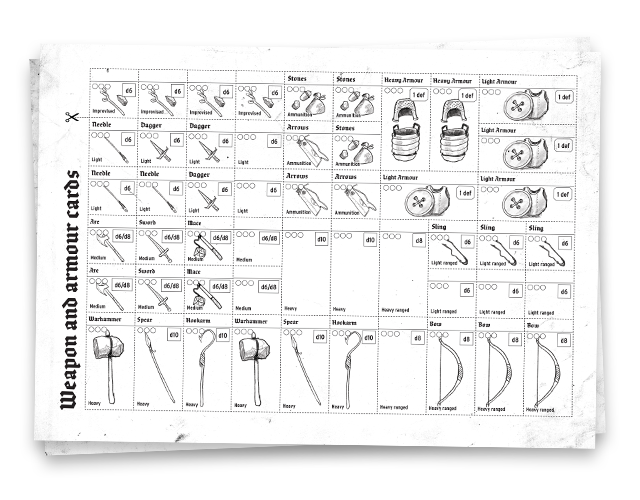 Weapon and armour cards
Stones Stones Heavy Armour Heavy Armour Light Armour
d6 d6 d6 d6 1 def 1 def 1 def
Improvised Improvised Improvised Improvised Ammunition Ammunition
Needle Dagger Dagger Arrows Stones Light Armour
d6 d6 d6 d6 1 def
Light Light Light Light Ammunition Ammunition
Needle Needle Dagger Arrows Arrows Light Armour Light Armour
d6 d6 d6 d6 1 def 1 def
Light Light Light Light Ammunition Ammunition
Axe Sword Mace Sling Sling Sling
d6/d8 d6/d8 d6/d8 d6/d8 d10 d10 d8 d6 d6 d6
Medium Medium Medium Medium Light ranged Light ranged Light ranged
Axe Sword Mace
d6/d8 d6/d8 d6/d8 d6/d8 d6 d6 d6
Medium Medium Medium Medium Heavy Heavy Heavy ranged Light ranged Light ranged Light ranged
Warhammer Spear Hookarm Warhammer Spear Hookarm Bow Bow Bow
d10 d10 d10 d10 d10 d10 d8 d8 d8 d8
Heavy Heavy Heavy Heavy Heavy Heavy Heavy ranged Heavy ranged Heavy ranged Heavy ranged